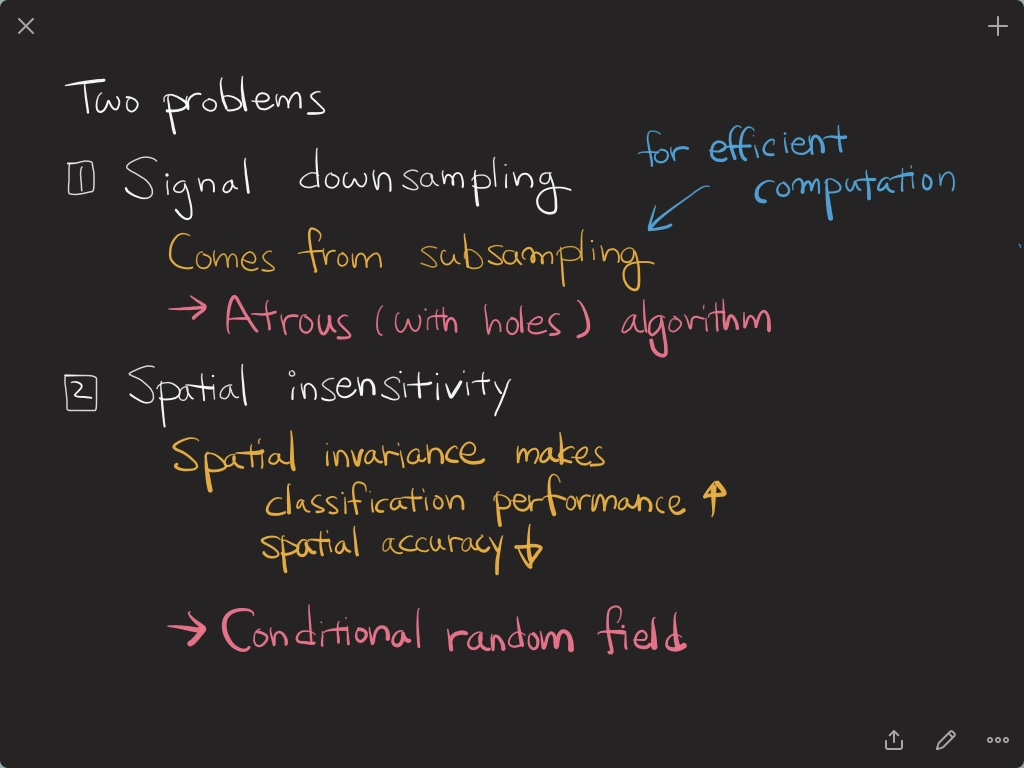 Two problems
1 Signal downsampling
for efficient
computation
Comes from subsampling
→ Atrous (with holes) algorithm
2 Spatial insensitivity
Spatial invariance makes
classification performance ↑
spatial accuracy ↓
→ Conditional random field